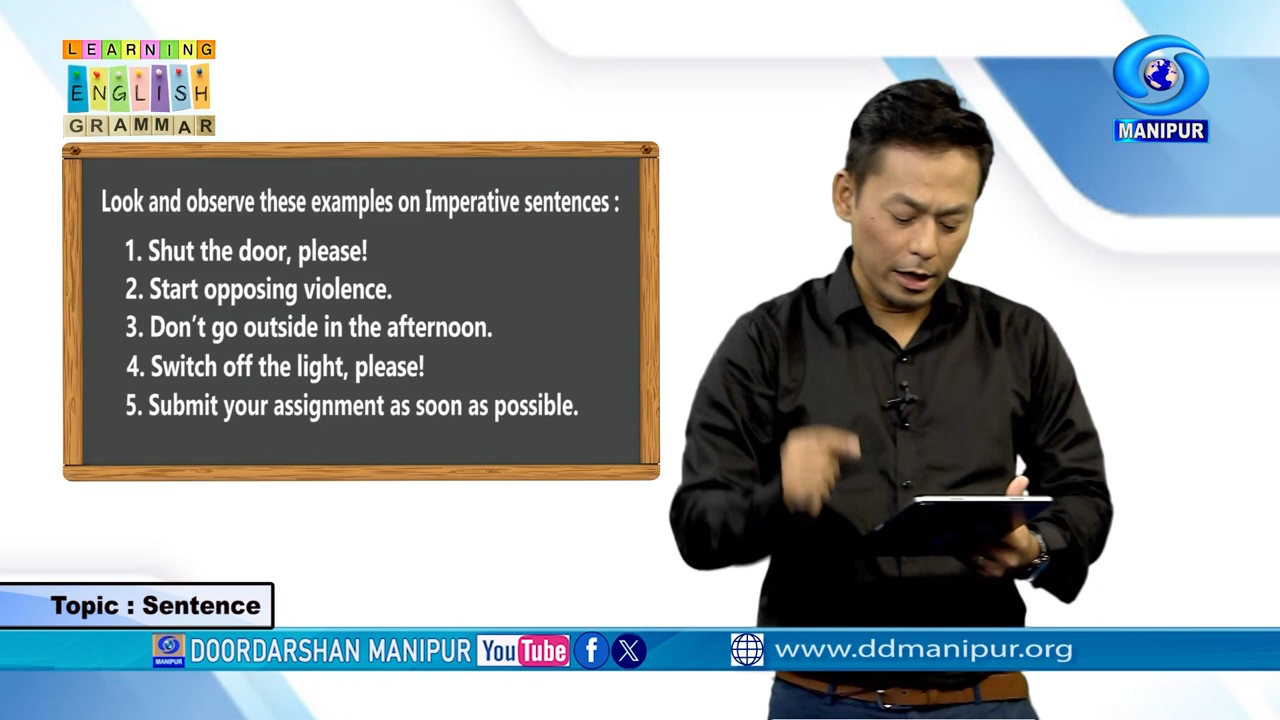 LEARNING
ENGLISH
GRAMMAR
MANIPUR
Look and observe these examples on Imperative sentences :
1. Shut the door, please!
2. Start opposing violence.
3. Don’t go outside in the afternoon.
4. Switch off the light, please!
5. Submit your assignment as soon as possible.
Topic : Sentence
MANIPUR DOORDARSHAN MANIPUR YouTube f X www.ddmanipur.org